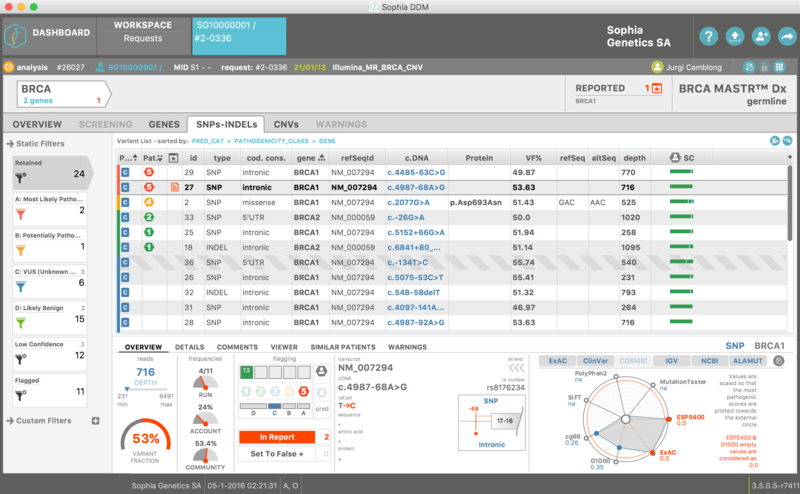 Sophia DDM
DASHBOARD
WORKSPACE
Requests
SG10000001 /
#2-0336
Sophia
Genetics SA
analysis #26027 SG10000001 / MID S1 - - request: #2-0336 21/01/13 Illumina_MR_BRCA_CNV Jurgi Camblong
BRCA
2 genes 1
REPORTED 1
BRCA1
BRCA MASTR™ Dx
germline
OVERVIEW SCREENING GENES SNPs-INDELs CNVs WARNINGS
Static Filters
Variant List - sorted by: PRED_CAT > PATHOGENICITY_CLASS > GENE
P... Pat. id type cod. cons. gene refSeqId c.DNA Protein VF% refSeq altSeq depth SC
C 5 29 SNP intronic BRCA1 NM_007294 c.4485-63C>G 49.87 770
C 5 27 SNP intronic BRCA1 NM_007294 c.4987-68A>G 53.63 716
C 4 2 SNP missense BRCA1 NM_007294 c.2077G>A p.Asp693Asn 51.43 GAC AAC 525
C 2 33 SNP 5'UTR BRCA2 NM_000059 c.-26G>A 50.0 1020
C 1 25 SNP intronic BRCA1 NM_007294 c.5152+66G>A 51.94 258
C 1 18 INDEL intronic BRCA2 NM_000059 c.6841+80_... 51.14 1095
C 36 SNP 5'UTR BRCA1 NM_007294 c.-134T>C 55.74 540
C 26 SNP intronic BRCA1 NM_007294 c.5075-53C>T 55.41 231
C 32 INDEL intronic BRCA1 NM_007294 c.548-58delT 51.32 793
C 31 SNP intronic BRCA1 NM_007294 c.4097-141A... 46.97 264
C 28 SNP intronic BRCA1 NM_007294 c.4987-92A>G 53.63 716
Retained
24
A: Most Likely Patho...
2
B: Potentially Patho...
1
C: VUS (Unknown ... 3
6
D: Likely Benign 2
15
Low Confidence 3
12
Flagged
11
Custom Filters
OVERVIEW DETAILS COMMENTS VIEWER SIMILAR PATIENTS WARNINGS
SNP BRCA1
reads
716
DEPTH
231 6491
min max
53%
VARIANT
FRACTION
frequencies
4/11
RUN
24%
ACCOUNT
53.4%
COMMUNITY
flagging
13
1 2 3 4 5
D C B A
pred
In Report 2
Set To False + 0
transcript
NM_007294
cDNA
c.4987-68A>G
ref/alt
T→C
sequence
-
amino acid
-
protein
-
strand
<<<
rs number
rs8176234
SNP
-68
17-16
intronic
ExAC ClinVar COSMIC IGV NCBI ALAMUT
PolyPhen2
na
MutationTaster
na
SIFT
na
ESP5400
0.0
cg69
0.26
G1000
0.35
ExAC
0.0
Values are
scaled so that
the most
pathogenic
scores are
plotted towards
the external
circle.
ESP5400 &
G1000 empty
values are
considered as
0.0
Sophia Genetics SA 05-1-2016 02:21:31 A, O 3.5.0.5-r7411